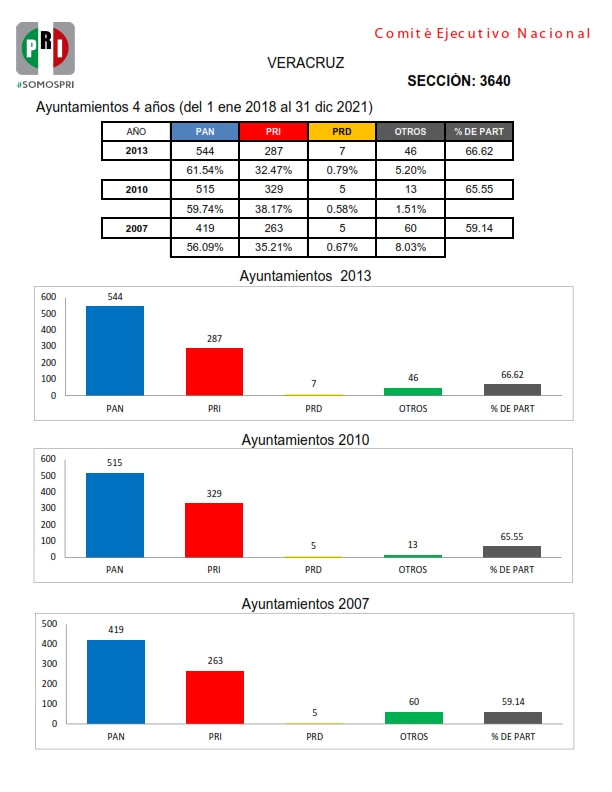 Comité Ejecutivo Nacional
PRI
#SOMOSPRI
VERACRUZ
SECCIÓN: 3640
Ayuntamientos 4 años (del 1 ene 2018 al 31 dic 2021)
AÑO PAN PRI PRD OTROS % DE PART
2013 544 287 7 46 66.62
61.54% 32.47% 0.79% 5.20%
2010 515 329 5 13 65.55
59.74% 38.17% 0.58% 1.51%
2007 419 263 5 60 59.14
56.09% 35.21% 0.67% 8.03%
Ayuntamientos 2013
600
500
400
300
200
100
0
544 287 7 46 66.62
PAN PRI PRD OTROS % DE PART
Ayuntamientos 2010
600
500
400
300
200
100
0
515 329 5 13 65.55
PAN PRI PRD OTROS % DE PART
Ayuntamientos 2007
500
400
300
200
100
0
419 263 5 60 59.14
PAN PRI PRD OTROS % DE PART